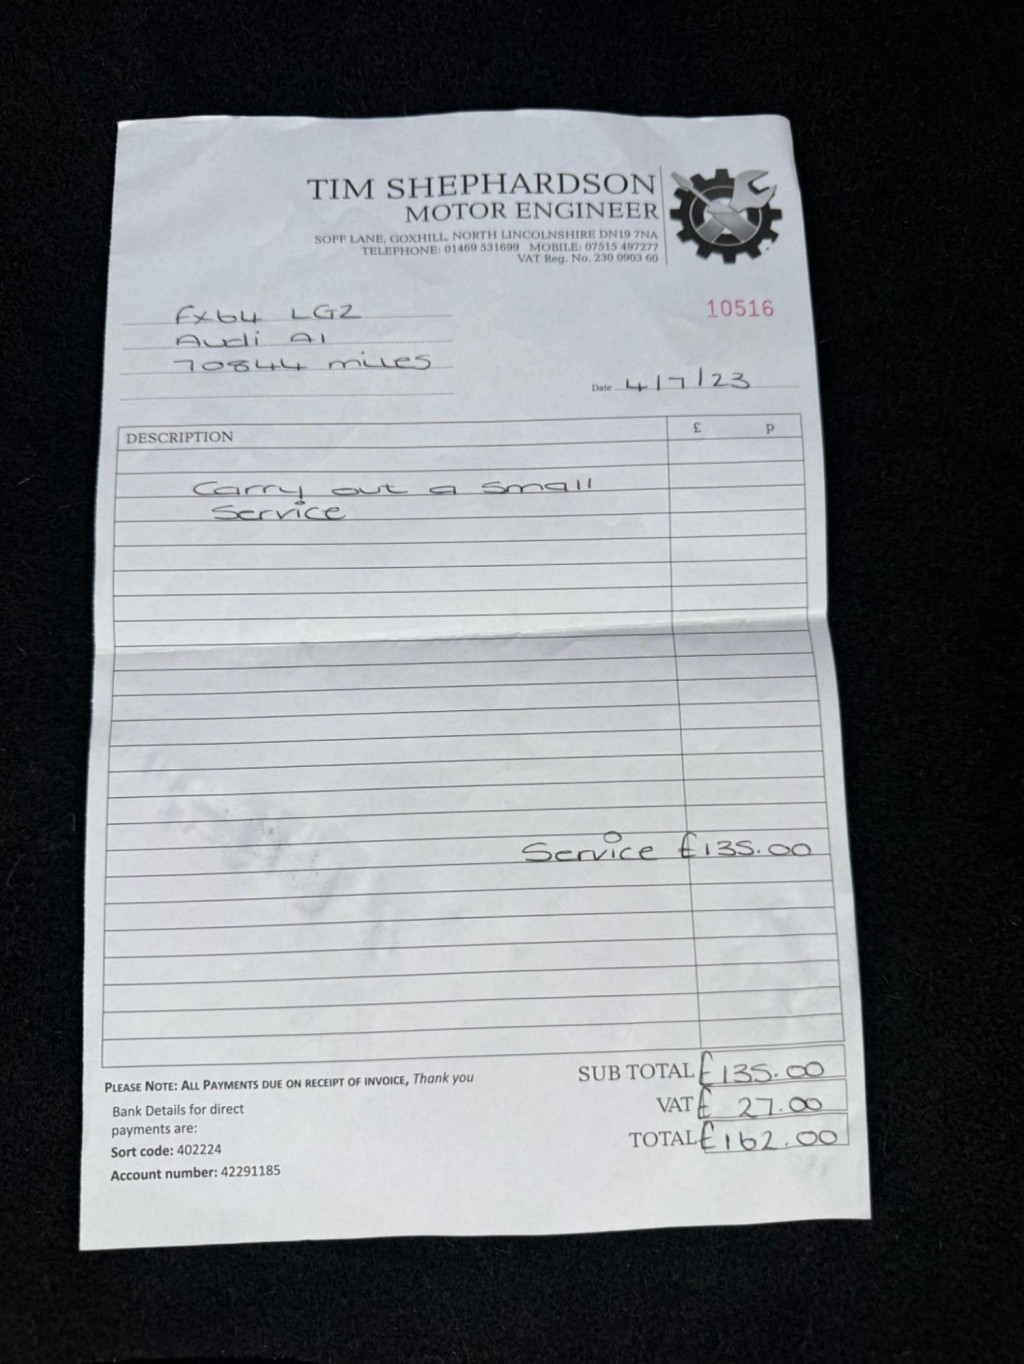 TIM SHEPHARDSON
MOTOR ENGINEER
SOFF LANE, GOXHILL, NORTH LINCOLNSHIRE DN19 7NA
TELEPHONE: 01469 531699 MOBILE: 07515 497277
VAT Reg. No. 230 0903 60
10516
FX64 LGZ
Audi A1
70844 miles
Date 4/7/23
DESCRIPTION £ p
Carry out a small
Service
Service £135.00
PLEASE NOTE: ALL PAYMENTS DUE ON RECEIPT OF INVOICE, Thank you
Bank Details for direct
payments are:
Sort code: 402224
Account number: 42291185
SUB TOTAL £135.00
VAT £ 27.00
TOTAL £162.00